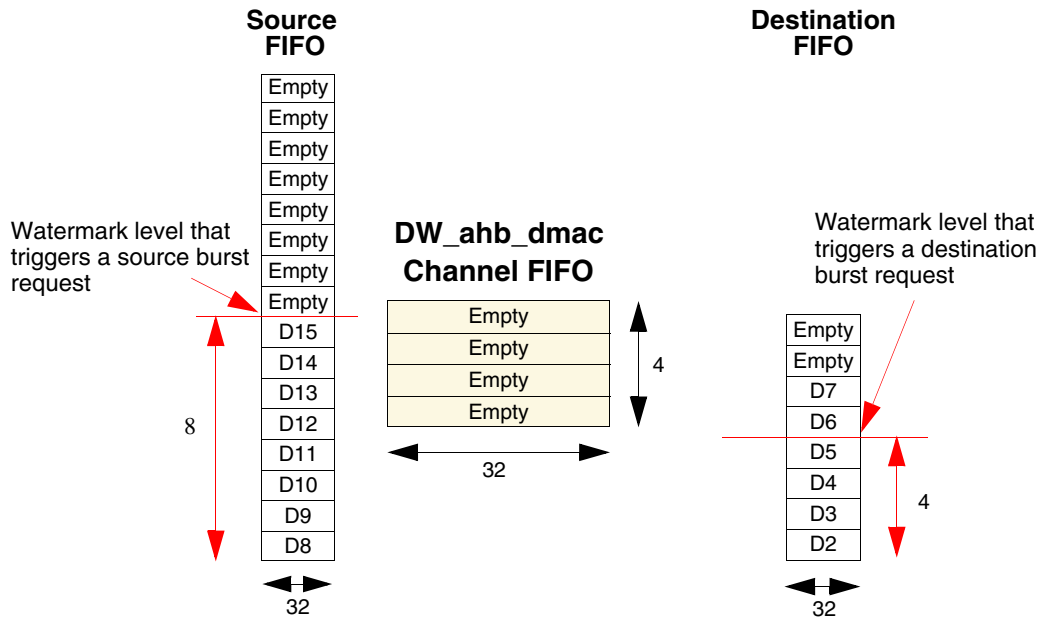 Source
FIFO
Empty
Empty
Empty
Empty
Empty
Empty
Empty
Empty
D15
D14
D13
D12
D11
D10
D9
D8
Watermark level that
triggers a source burst
request
8
32
DW_ahb_dmac
Channel FIFO
Empty
Empty
Empty
Empty
4
32
Destination
FIFO
Watermark level that
triggers a destination
burst request
Empty
Empty
D7
D6
D5
D4
D3
D2
4
32